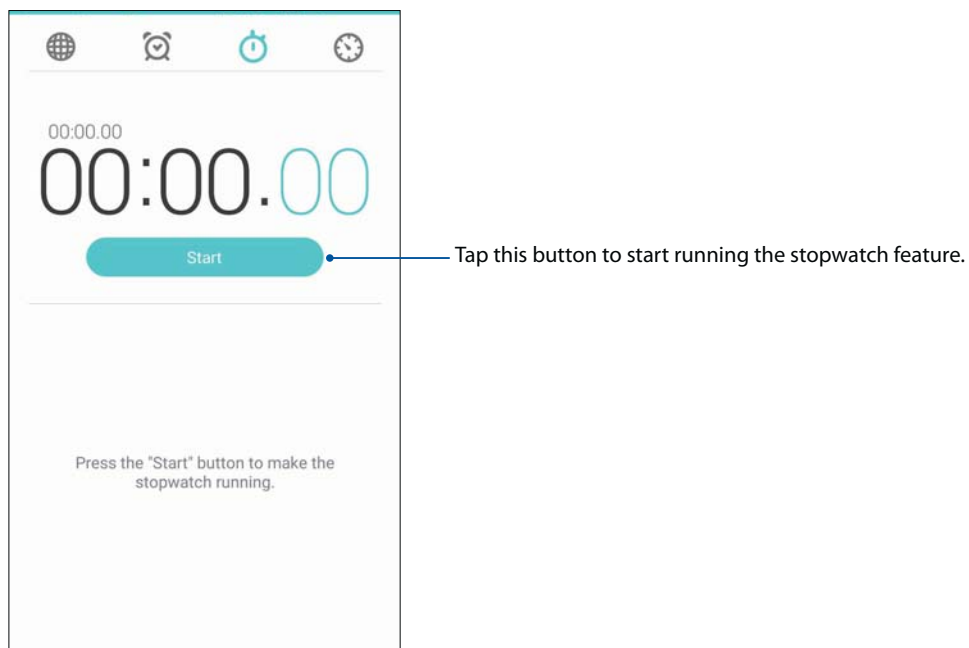 00:00.00
00:00.00
Start
Tap this button to start running the stopwatch feature.
Press the "Start" button to make the
stopwatch running.